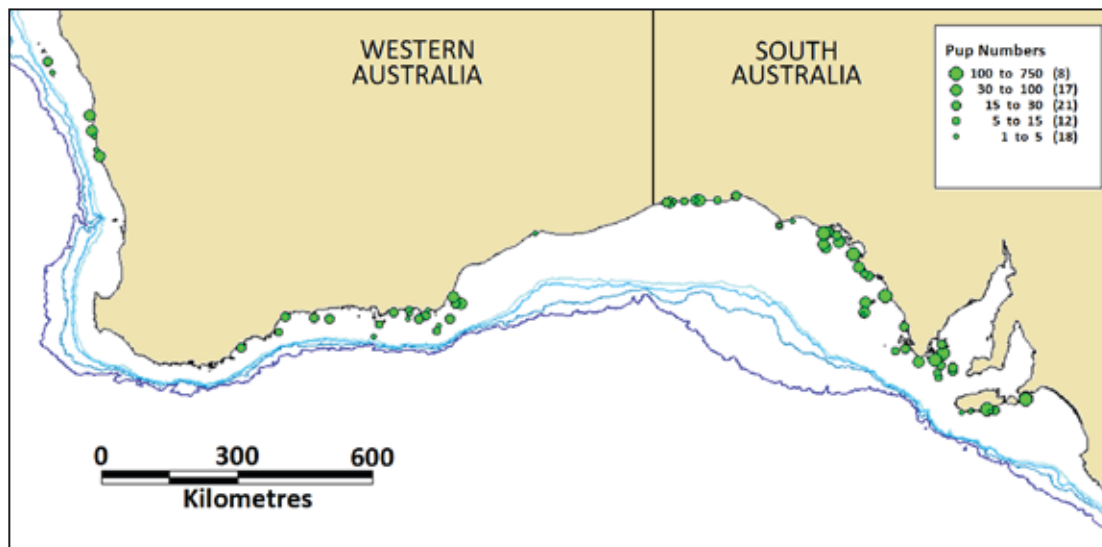 WESTERN
AUSTRALIA
SOUTH
AUSTRALIA
Pup Numbers
100 to 750 (8)
30 to 100 (17)
15 to 30 (21)
5 to 15 (12)
1 to 5 (18)
0 300 600
Kilometres